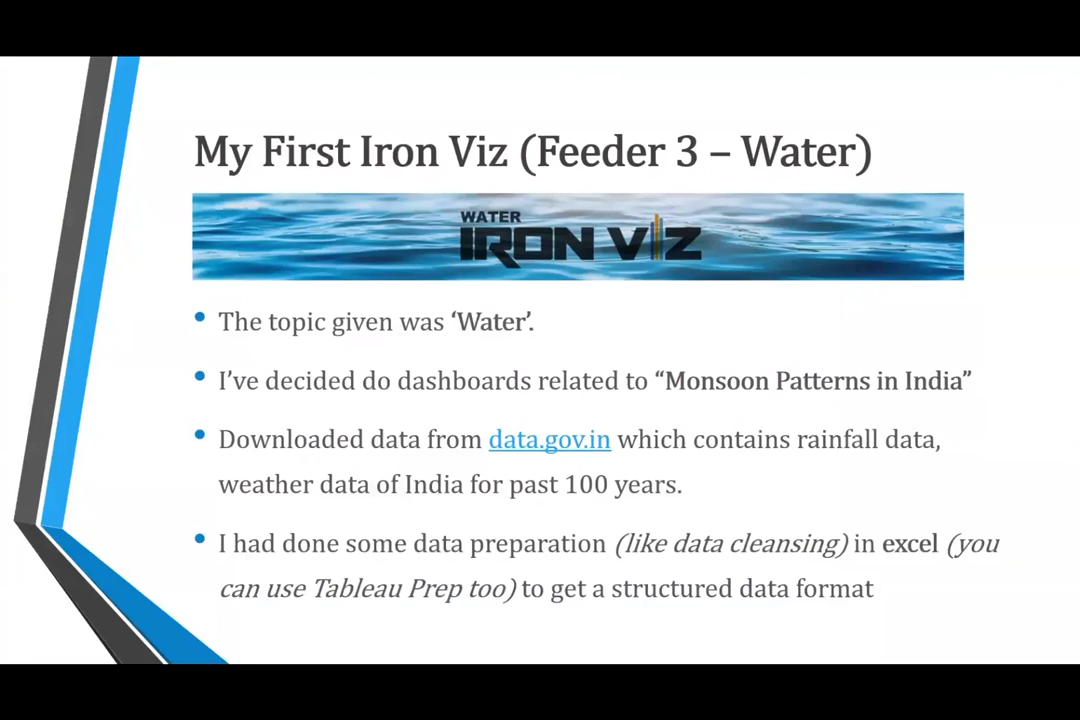 My First Iron Viz (Feeder 3 – Water)
WATER
IRON VIZ
• The topic given was ‘Water’.
• I’ve decided do dashboards related to “Monsoon Patterns in India”
• Downloaded data from data.gov.in which contains rainfall data,
weather data of India for past 100 years.
• I had done some data preparation (like data cleansing) in excel (you
can use Tableau Prep too) to get a structured data format